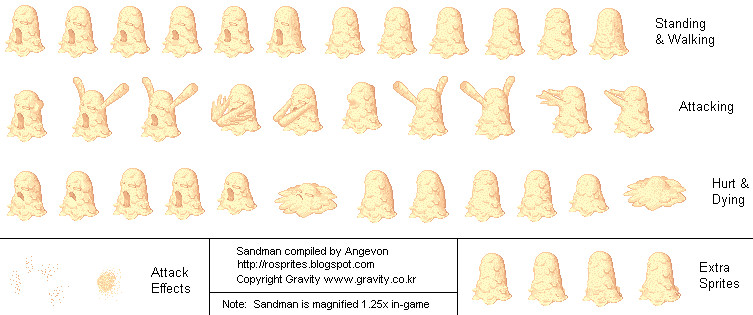 Standing
& Walking
Attacking
Hurt &
Dying
Attack
Effects
Sandman compiled by Angevon
http://rosprites.blogspot.com
Copyright Gravity www.gravity.co.kr
Note: Sandman is magnified 1.25x in-game
Extra
Sprites